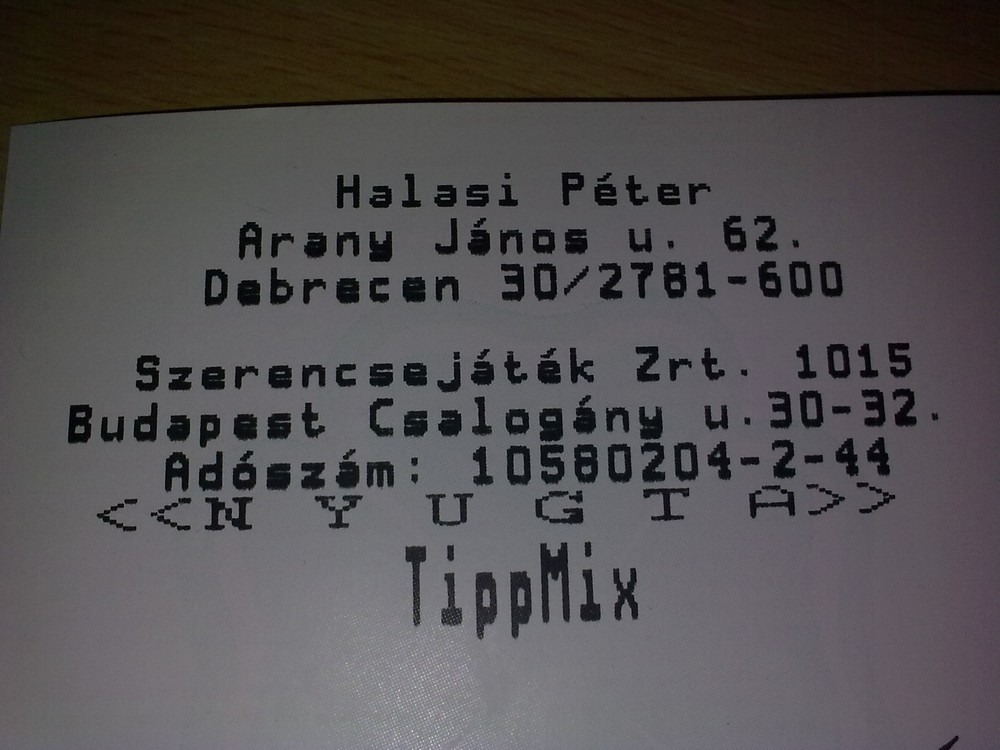 Halasi Péter
Arany János u. 62.
Debrecen 30/2781-600
Szerencsejáték Zrt. 1015
Budapest Csalogány u.30-32.
Adószám: 10580204-2-44
<<N Y U G T A>>
TippMix